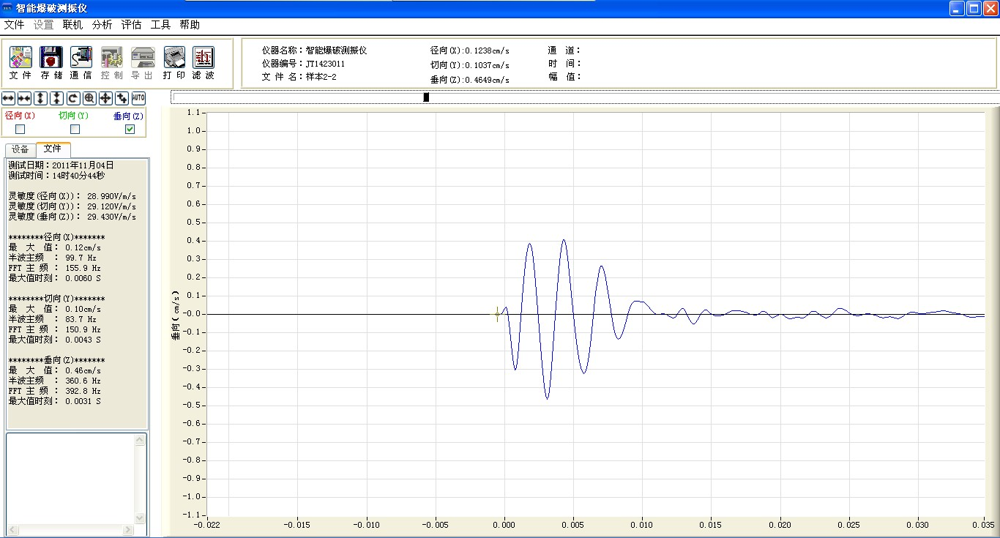 智能爆破测振仪
文件 设置 联机 分析 评估 工具 帮助
文件 存储 通信 控制 导出 打印 滤波
仪器名称：智能爆破测振仪
仪器编号：JT1423011
文 件 名：样本2-2
径向(X):0.1238cm/s
切向(Y):0.1037cm/s
垂向(Z):0.4649cm/s
通 道：
时 间：
幅 值：
AUTO
径向(X) 切向(Y) 垂向(Z)
设备 文件
测试日期：2011年11月04日
测试时间：14时40分44秒
灵敏度(径向(X))： 28.990V/m/s
灵敏度(切向(Y))： 29.120V/m/s
灵敏度(垂向(Z))： 29.430V/m/s
********径向(X)*******
最 大 值： 0.12cm/s
半波主频 ： 99.7 Hz
FFT 主 频 ： 155.9 Hz
最大值时刻： 0.0060 S
********切向(Y)*******
最 大 值： 0.10cm/s
半波主频 ： 83.7 Hz
FFT 主 频 ： 150.9 Hz
最大值时刻： 0.0043 S
********垂向(Z)*******
最 大 值： 0.46cm/s
半波主频 ： 360.6 Hz
FFT 主 频 ： 392.8 Hz
最大值时刻： 0.0031 S
垂向(cm/s)
1.1
1.0
0.9
0.8
0.7
0.6
0.5
0.4
0.3
0.2
0.1
-0.0
-0.1
-0.2
-0.3
-0.4
-0.5
-0.6
-0.7
-0.8
-0.9
-1.0
-1.1
-0.022 -0.015 -0.010 -0.005 0.000 0.005 0.010 0.015 0.020 0.025 0.030 0.035